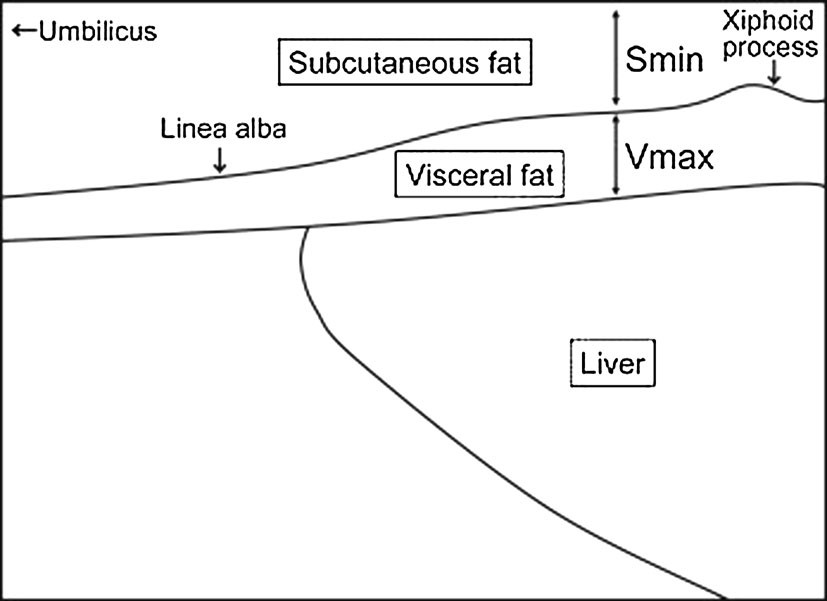 ←Umbilicus
Xiphoid
process
Subcutaneous fat
Smin
Linea alba
Visceral fat
Vmax
Liver